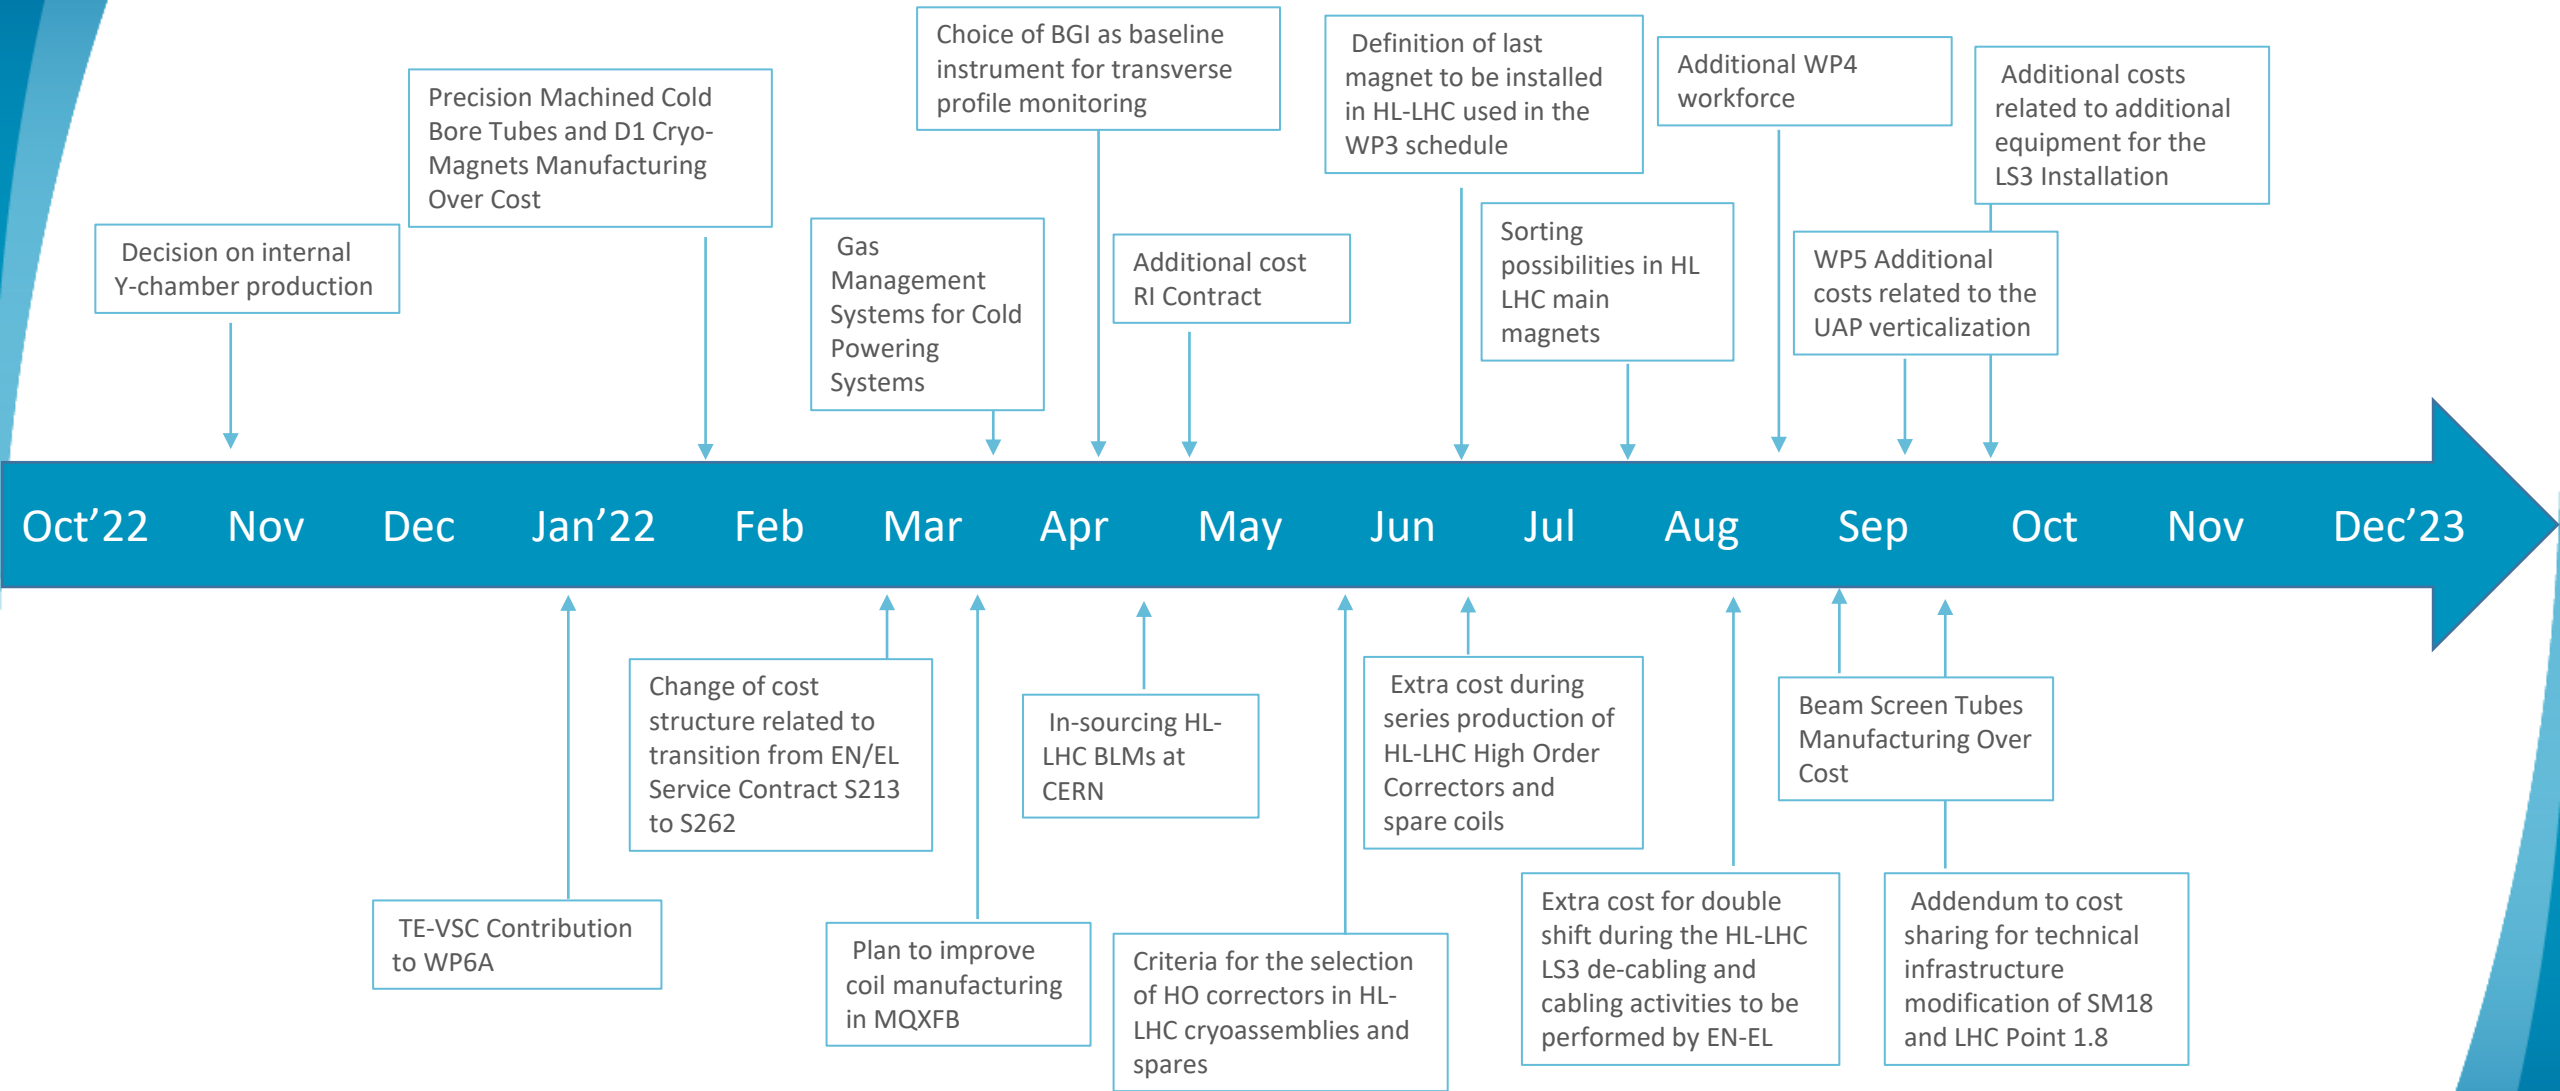 Choice of BGI as baseline
instrument for transverse
profile monitoring
Definition of last
magnet to be installed
in HL-LHC used in the
WP3 schedule
Additional WP4
workforce
Additional costs
related to additional
equipment for the
LS3 Installation
Precision Machined Cold
Bore Tubes and D1 Cryo-
Magnets Manufacturing
Over Cost
Decision on internal
Y-chamber production
Gas
Management
Systems for Cold
Powering
Systems
Additional cost
RI Contract
Sorting
possibilities in HL
LHC main
magnets
WP5 Additional
costs related to the
UAP verticalization
Oct’22 Nov Dec Jan’22 Feb Mar Apr May Jun Jul Aug Sep Oct Nov Dec’23
Change of cost
structure related to
transition from EN/EL
Service Contract S213
to S262
In-sourcing HL-
LHC BLMs at
CERN
Extra cost during
series production of
HL-LHC High Order
Correctors and
spare coils
Beam Screen Tubes
Manufacturing Over
Cost
TE-VSC Contribution
to WP6A
Plan to improve
coil manufacturing
in MQXFB
Criteria for the selection
of HO correctors in HL-
LHC cryoassemblies and
spares
Extra cost for double
shift during the HL-LHC
LS3 de-cabling and
cabling activities to be
performed by EN-EL
Addendum to cost
sharing for technical
infrastructure
modification of SM18
and LHC Point 1.8